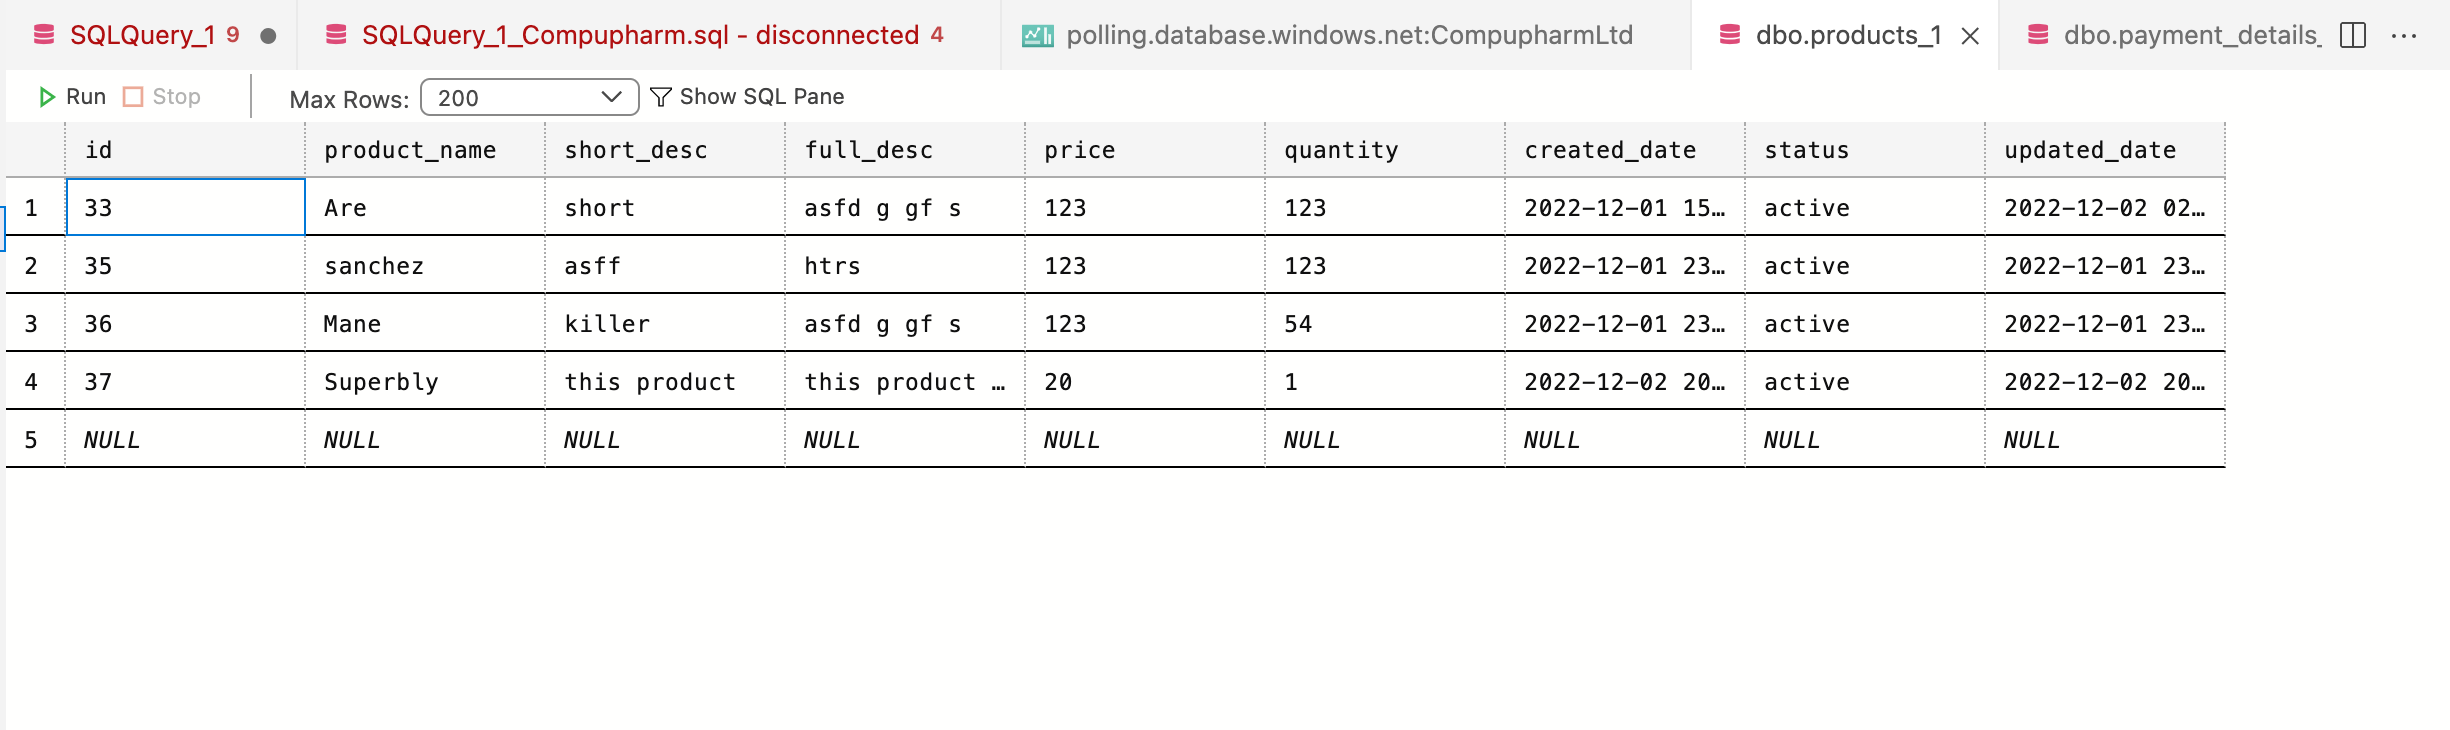 SQLQuery_1 9 ● SQLQuery_1_Compupharm.sql - disconnected 4 polling.database.windows.net:CompupharmLtd dbo.products_1 dbo.payment_details_ ...
Run Stop Max Rows: 200 Show SQL Pane
id product_name short_desc full_desc price quantity created_date status updated_date
1 33 Are short asfd g gf s 123 123 2022-12-01 15… active 2022-12-02 02…
2 35 sanchez asff htrs 123 123 2022-12-01 23… active 2022-12-01 23…
3 36 Mane killer asfd g gf s 123 54 2022-12-01 23… active 2022-12-01 23…
4 37 Superbly this product this product … 20 1 2022-12-02 20… active 2022-12-02 20…
5 NULL NULL NULL NULL NULL NULL NULL NULL NULL